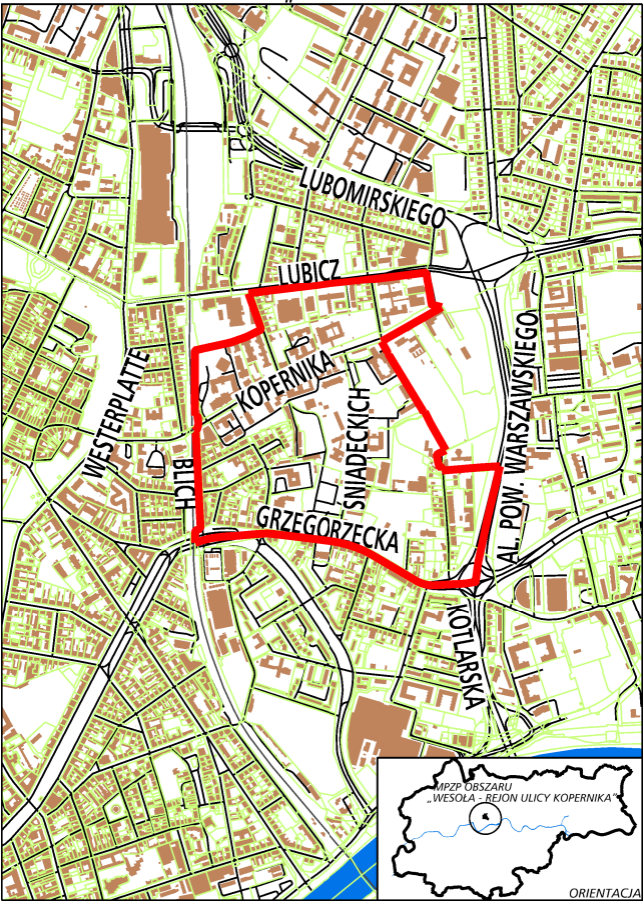 LUBOMIRSKIEGO
LUBICZ
WESTERPLATTE
KOPERNIKA
AL. POW. WARSZAWSKIEGO
BLICH
ŚNIADECKICH
GRZEGÓRZECKA
KOTLARSKA
MPZP OBSZARU
„WESOŁA - REJON ULICY KOPERNIKA”
ORIENTACJA